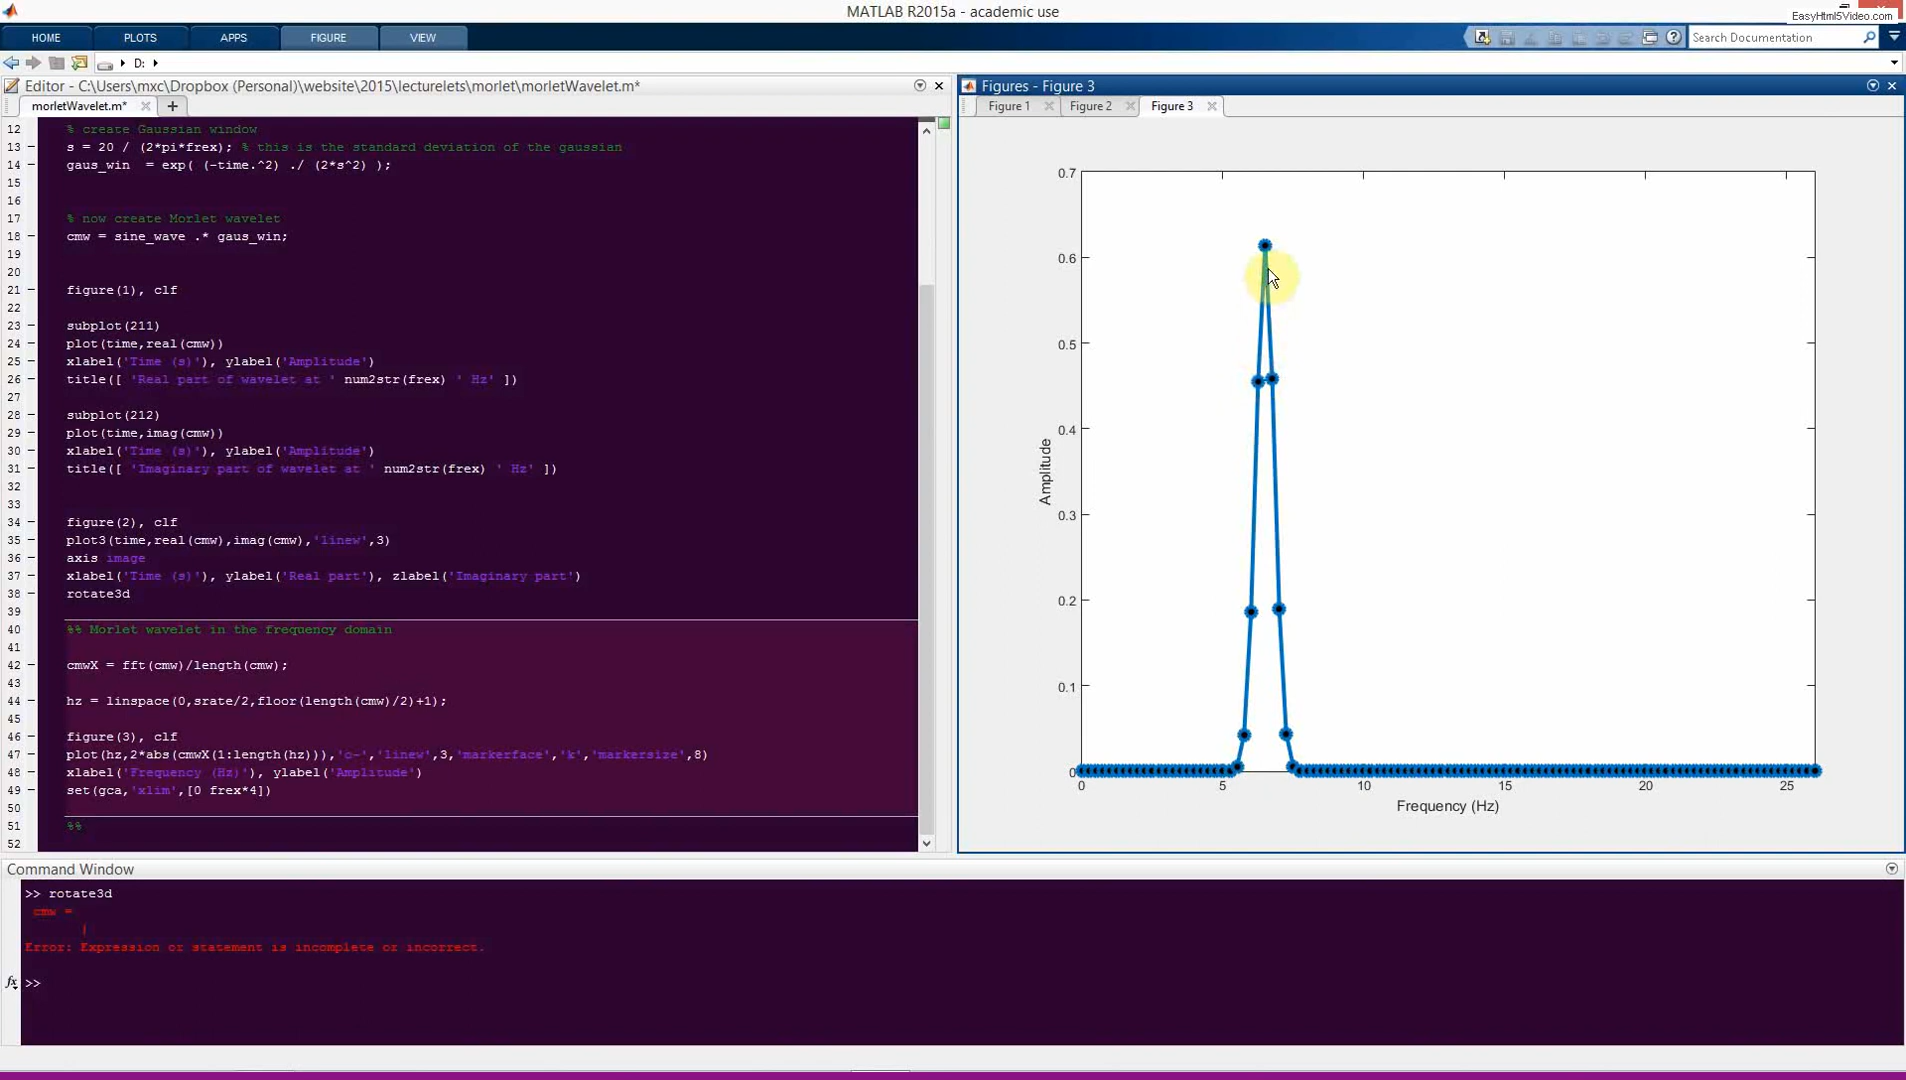 MATLAB R2015a - academic use
EasyHtml5Video.com
HOME PLOTS APPS FIGURE VIEW
Search Documentation
D:
Editor - C:\Users\mxc\Dropbox (Personal)\website\2015\lecturelets\morlet\morletWavelet.m*
morletWavelet.m*
12 % create Gaussian window
13 s = 20 / (2*pi*frex); % this is the standard deviation of the gaussian
14 gaus_win  = exp( (-time.^2) ./ (2*s^2) );
15
16
17 % now create Morlet wavelet
18 cmw = sine_wave .* gaus_win;
19
20
21 figure(1), clf
22
23 subplot(211)
24 plot(time,real(cmw))
25 xlabel('Time (s)'), ylabel('Amplitude')
26 title([ 'Real part of wavelet at ' num2str(frex) ' Hz' ])
27
28 subplot(212)
29 plot(time,imag(cmw))
30 xlabel('Time (s)'), ylabel('Amplitude')
31 title([ 'Imaginary part of wavelet at ' num2str(frex) ' Hz' ])
32
33
34 figure(2), clf
35 plot3(time,real(cmw),imag(cmw),'linew',3)
36 axis image
37 xlabel('Time (s)'), ylabel('Real part'), zlabel('Imaginary part')
38 rotate3d
39
40 %% Morlet wavelet in the frequency domain
41
42 cmwX = fft(cmw)/length(cmw);
43
44 hz = linspace(0,srate/2,floor(length(cmw)/2)+1);
45
46 figure(3), clf
47 plot(hz,2*abs(cmwX(1:length(hz))),'o-','linew',3,'markerface','k','markersize',8)
48 xlabel('Frequency (Hz)'), ylabel('Amplitude')
49 set(gca,'xlim',[0 frex*4])
50
51 %%
52
Figures - Figure 3
Figure 1 Figure 2 Figure 3
0.7
0.6
0.5
0.4
0.3
0.2
0.1
0
Amplitude
0 5 10 15 20 25
Frequency (Hz)
Command Window
>> rotate3d
cmw =
|
Error: Expression or statement is incomplete or incorrect.
fx >>